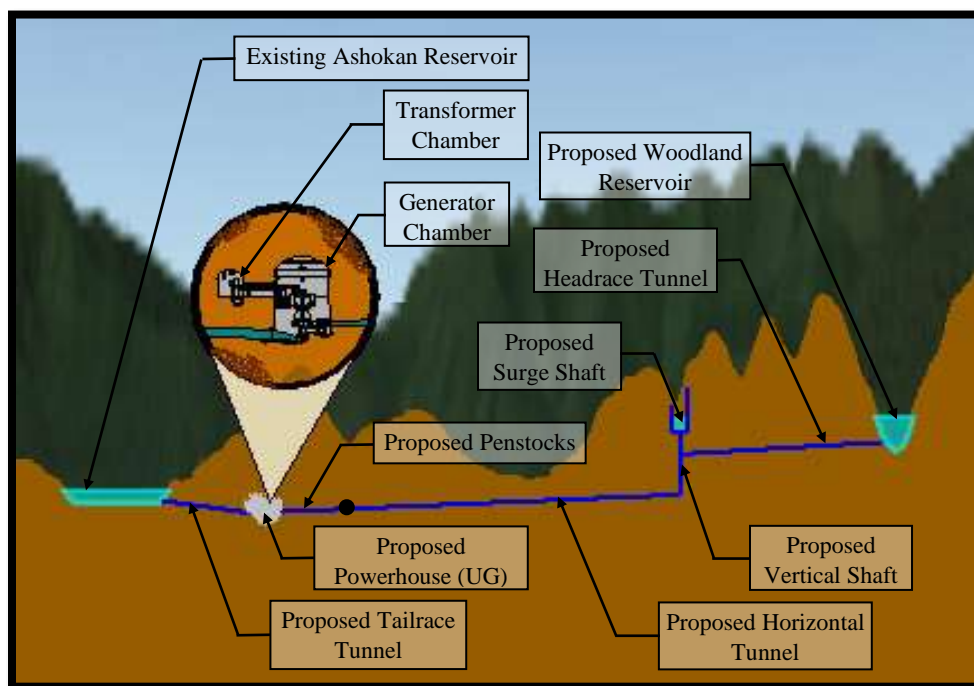 Existing Ashokan Reservoir
Transformer
Chamber
Proposed Woodland
Reservoir
Generator
Chamber
Proposed
Headrace Tunnel
Proposed
Surge Shaft
Proposed Penstocks
Proposed
Powerhouse (UG)
Proposed
Vertical Shaft
Proposed Tailrace
Tunnel
Proposed Horizontal
Tunnel